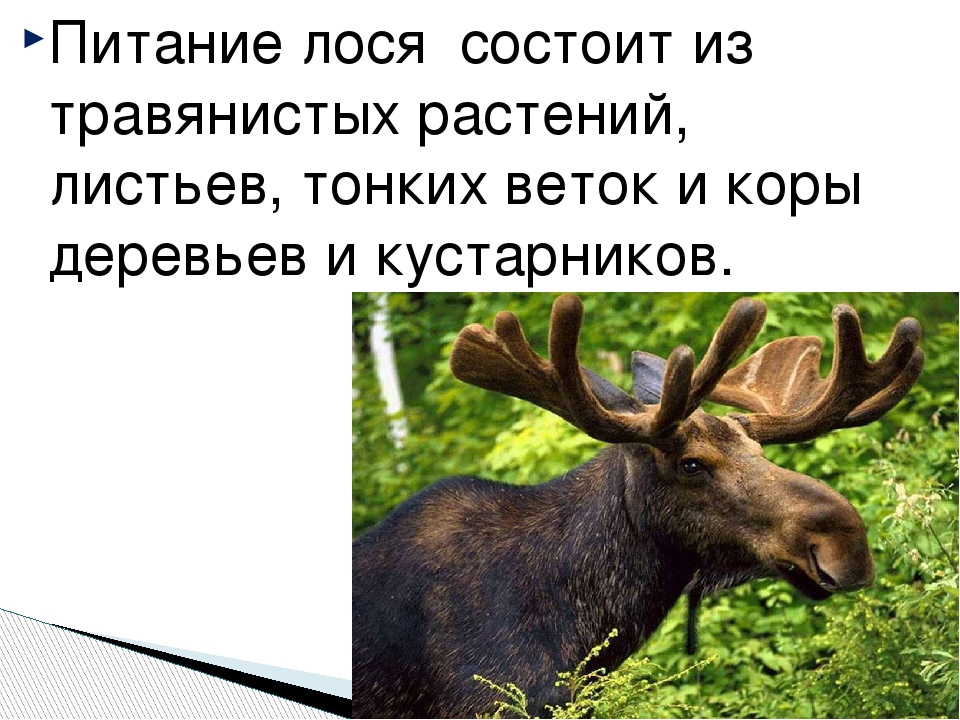 Питание лося  состоит из
травянистых растений,
листьев, тонких веток и коры
деревьев и кустарников.